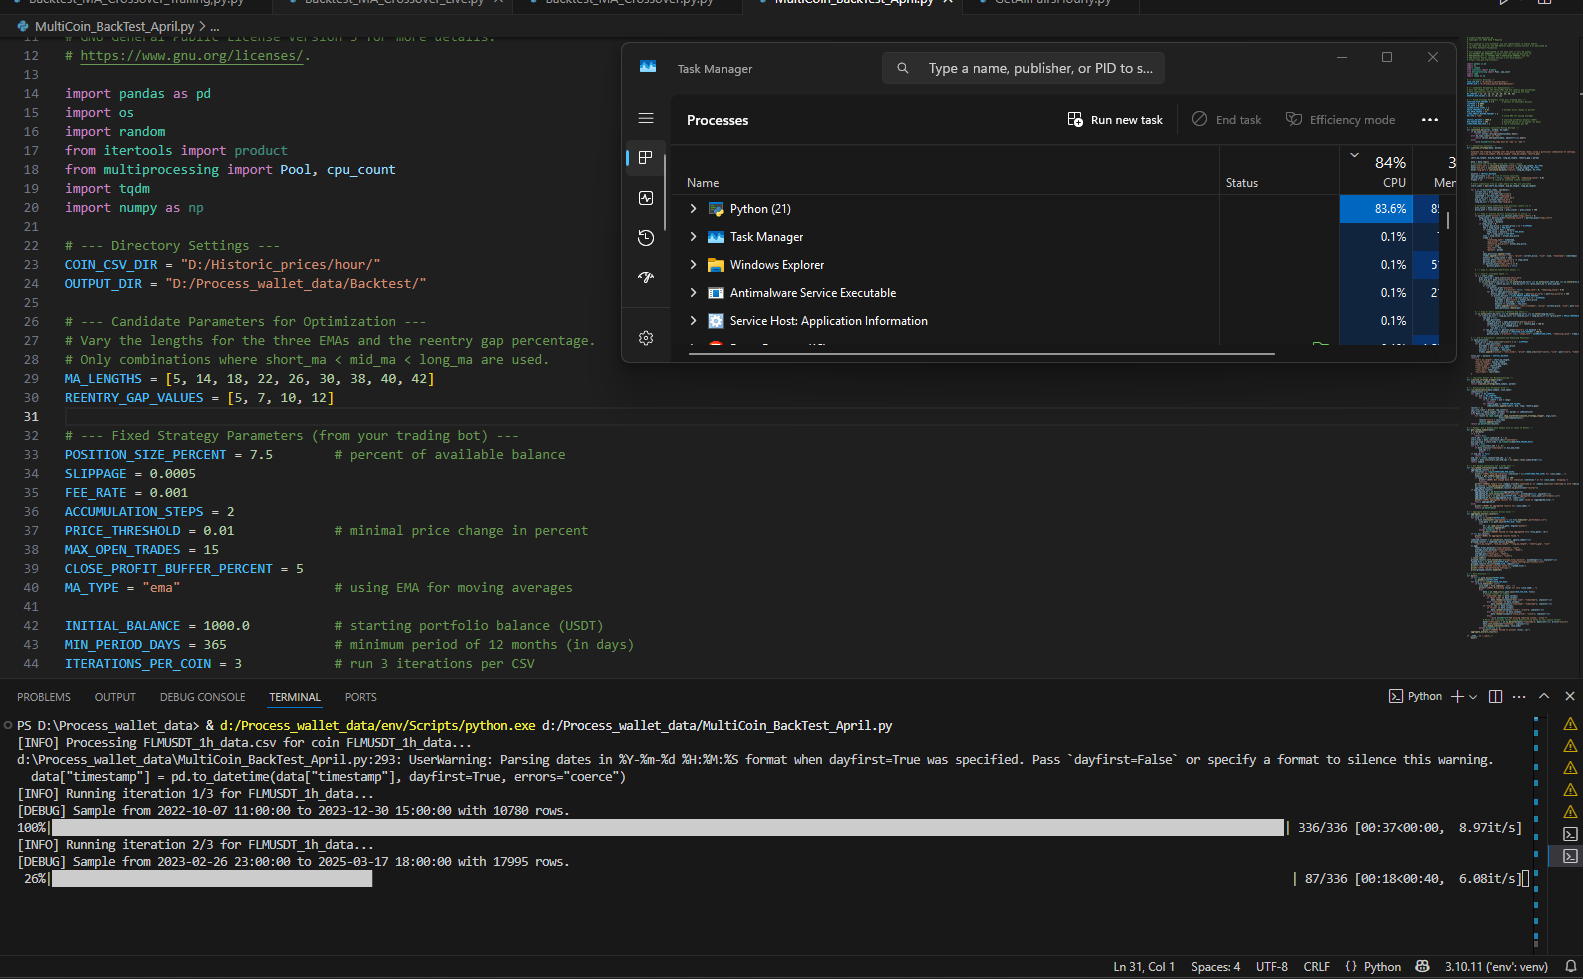 MultiCoin_BackTest_April.py > ...
11 # GNU General Public License version 3 for more details.
12 # https://www.gnu.org/licenses/.
13
14 import pandas as pd
15 import os
16 import random
17 from itertools import product
18 from multiprocessing import Pool, cpu_count
19 import tqdm
20 import numpy as np
21
22 # --- Directory Settings ---
23 COIN_CSV_DIR = "D:/Historic_prices/hour/"
24 OUTPUT_DIR = "D:/Process_wallet_data/Backtest/"
25
26 # --- Candidate Parameters for Optimization ---
27 # Vary the lengths for the three EMAs and the reentry gap percentage.
28 # Only combinations where short_ma < mid_ma < long_ma are used.
29 MA_LENGTHS = [5, 14, 18, 22, 26, 30, 38, 40, 42]
30 REENTRY_GAP_VALUES = [5, 7, 10, 12]
31
32 # --- Fixed Strategy Parameters (from your trading bot) ---
33 POSITION_SIZE_PERCENT = 7.5 # percent of available balance
34 SLIPPAGE = 0.0005
35 FEE_RATE = 0.001
36 ACCUMULATION_STEPS = 2
37 PRICE_THRESHOLD = 0.01 # minimal price change in percent
38 MAX_OPEN_TRADES = 15
39 CLOSE_PROFIT_BUFFER_PERCENT = 5
40 MA_TYPE = "ema" # using EMA for moving averages
41
42 INITIAL_BALANCE = 1000.0 # starting portfolio balance (USDT)
43 MIN_PERIOD_DAYS = 365 # minimum period of 12 months (in days)
44 ITERATIONS_PER_COIN = 3 # run 3 iterations per CSV
Task Manager
Type a name, publisher, or PID to s...
Processes
Run new task
End task
Efficiency mode
84%
Name Status CPU
Python (21) 83.6%
Task Manager 0.1%
Windows Explorer 0.1%
Antimalware Service Executable 0.1%
Service Host: Application Information 0.1%
PROBLEMS OUTPUT DEBUG CONSOLE TERMINAL PORTS
Python
PS D:\Process_wallet_data> & d:/Process_wallet_data/env/Scripts/python.exe d:/Process_wallet_data/MultiCoin_BackTest_April.py
[INFO] Processing FLMUSDT_1h_data.csv for coin FLMUSDT_1h_data...
d:\Process_wallet_data\MultiCoin_BackTest_April.py:293: UserWarning: Parsing dates in %Y-%m-%d %H:%M:%S format when dayfirst=True was specified. Pass `dayfirst=False` or specify a format to silence this warning.
data["timestamp"] = pd.to_datetime(data["timestamp"], dayfirst=True, errors="coerce")
[INFO] Running iteration 1/3 for FLMUSDT_1h_data...
[DEBUG] Sample from 2022-10-07 11:00:00 to 2023-12-30 15:00:00 with 10780 rows.
100%| | 336/336 [00:37<00:00, 8.97it/s]
[INFO] Running iteration 2/3 for FLMUSDT_1h_data...
[DEBUG] Sample from 2023-02-26 23:00:00 to 2025-03-17 18:00:00 with 17995 rows.
26%| | 87/336 [00:18<00:40, 6.08it/s]
Ln 31, Col 1 Spaces: 4 UTF-8 CRLF {} Python 3.10.11 ('env': venv)